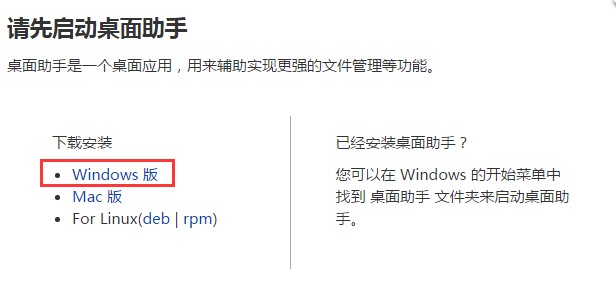 请先启动桌面助手
桌面助手是一个桌面应用，用来辅助实现更强的文件管理等功能。
下载安装
Windows 版
Mac 版
For Linux(deb | rpm)
已经安装桌面助手？
您可以在 Windows 的开始菜单中
找到 桌面助手 文件夹来启动桌面助
手。